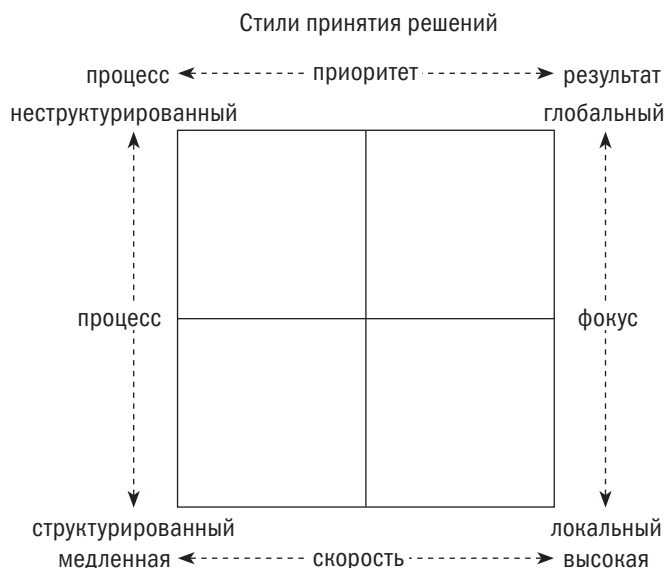 Стили принятия решений
процесс приоритет результат
неструктурированный глобальный
процесс фокус
структурированный локальный
медленная скорость высокая